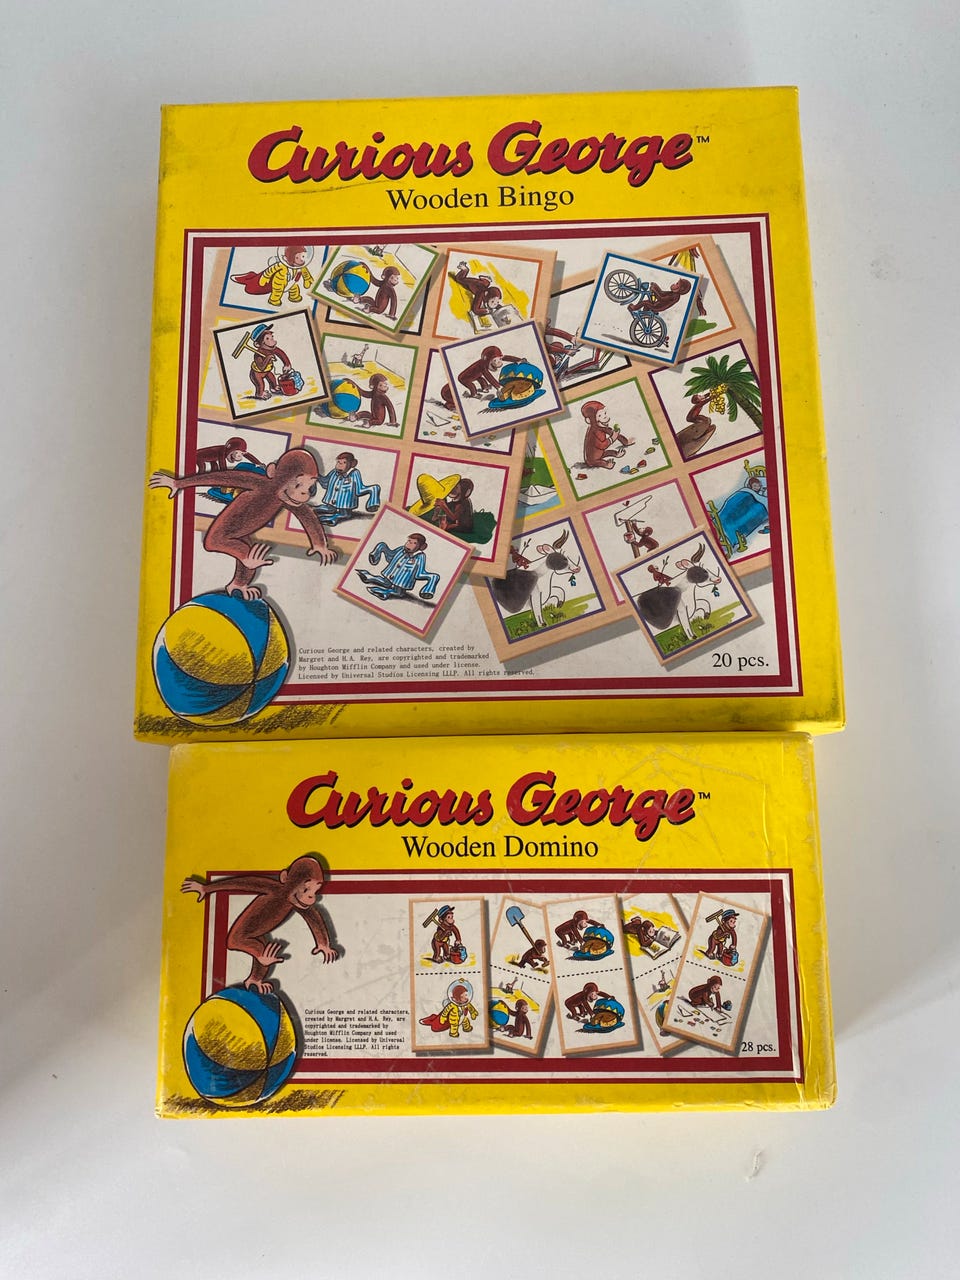 Curious George™
Wooden Bingo
Curious George and related characters, created by
Margret and H.A. Rey, are copyrighted and trademarked
by Houghton Mifflin Company and used under license.
Licensed by Universal Studios Licensing LLLP. All rights reserved.
20 pcs.
Curious George™
Wooden Domino
Curious George and related characters,
created by Margret and H.A. Rey, are
copyrighted and trademarked by
Houghton Mifflin Company and used
under license. Licensed by Universal
Studios Licensing LLLP. All rights
reserved.
28 pcs.